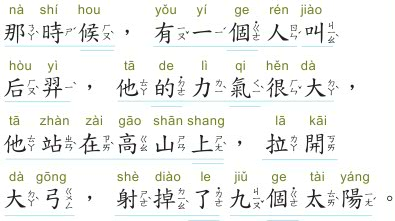 nà shí hou yǒu yí ge rén jiào
那時候，有一個人叫
hòu yì tā de lì qi hěn dà
后羿，他的力氣很大，
tā zhàn zài gāo shān shang lā kāi
他站在高山上，拉開
dà gōng shè diào le jiǔ ge tài yáng
大弓，射掉了九個太陽。